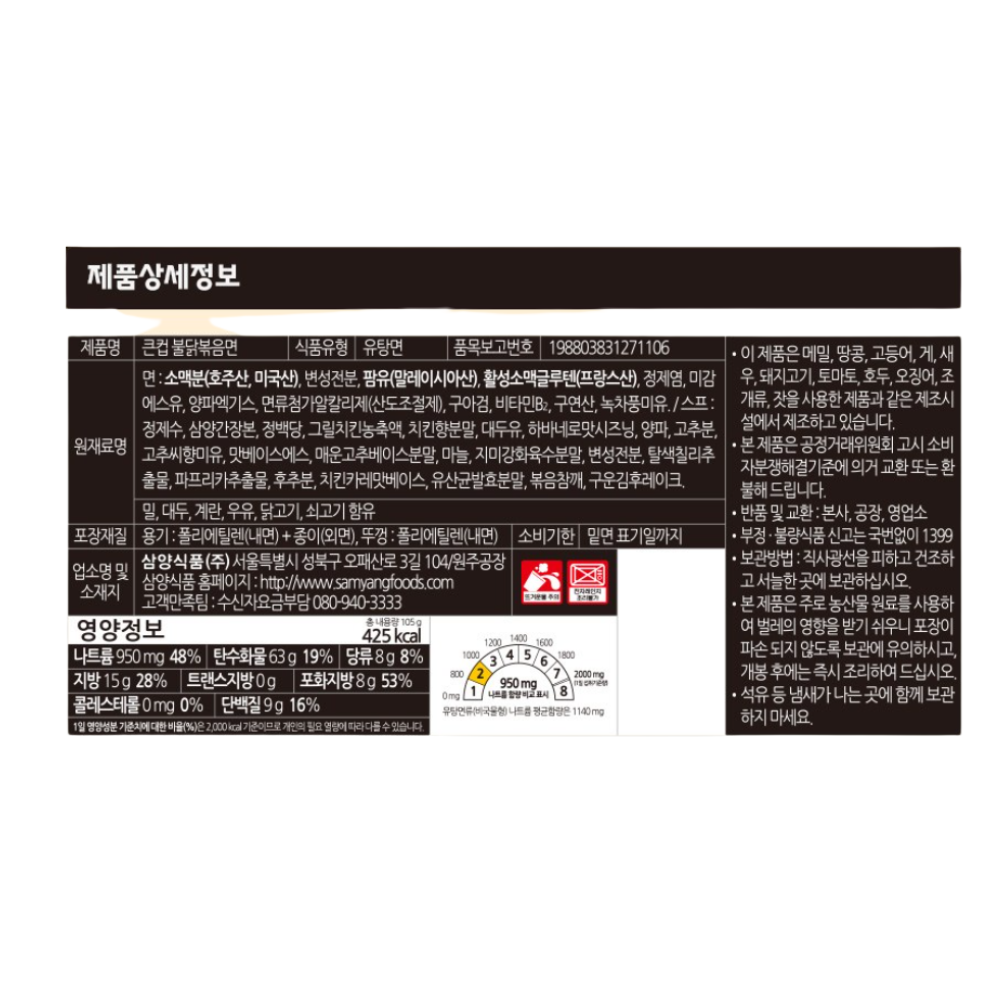 제품상세정보
제품명 큰컵 불닭볶음면 식품유형 유탕면 품목보고번호 198803831271106
원재료명
면 : 소맥분(호주산, 미국산), 변성전분, 팜유(말레이시아산), 활성소맥글루텐(프랑스산), 정제염, 미감
에스유, 양파엑기스, 면류첨가알칼리제(산도조절제), 구아검, 비타민B₂, 구연산, 녹차풍미유. / 스프 :
정제수, 삼양간장본, 정백당, 그릴치킨농축액, 치킨향분말, 대두유, 하바네로맛시즈닝, 양파, 고추분,
고추씨향미유, 맛베이스에스, 매운고추베이스분말, 마늘, 지미강화육수분말, 변성전분, 탈색칠리추
출물, 파프리카추출물, 후추분, 치킨카레맛베이스, 유산균발효분말, 볶음참깨, 구운김후레이크.
밀, 대두, 계란, 우유, 닭고기, 쇠고기 함유
포장재질 용기 : 폴리에틸렌(내면) + 종이(외면), 뚜껑 : 폴리에틸렌(내면) 소비기한 밑면 표기일까지
업소명 및
소재지
삼양식품(주) 서울특별시 성북구 오패산로 3길 104/원주공장
삼양식품 홈페이지 : http://www.samyangfoods.com
고객만족팀 : 수신자요금부담 080-940-3333
뜨거운물 주의
전자레인지
조리불가
영양정보
총 내용량 105 g
425 kcal
나트륨 950 mg 48% 탄수화물 63 g 19% 당류 8 g 8%
지방 15 g 28% 트랜스지방 0 g 포화지방 8 g 53%
콜레스테롤 0 mg 0% 단백질 9 g 16%
1일 영양성분 기준치에 대한 비율(%)은 2,000 kcal 기준이므로 개인의 필요 열량에 따라 다를 수 있습니다.
0 mg 800 1000 1200 1400 1600 1800 2000 mg
(1일 섭취기준량)
1 2 3 4 5 6 7 8
950 mg
나트륨 함량 비교 표시
유탕면류(비국물형) 나트륨 평균함량은 1140 mg
• 이 제품은 메밀, 땅콩, 고등어, 게, 새
우, 돼지고기, 토마토, 호두, 오징어, 조
개류, 잣을 사용한 제품과 같은 제조시
설에서 제조하고 있습니다.
• 본 제품은 공정거래위원회 고시 소비
자분쟁해결기준에 의거 교환 또는 환
불해 드립니다.
• 반품 및 교환 : 본사, 공장, 영업소
• 부정·불량식품 신고는 국번없이 1399
• 보관방법 : 직사광선을 피하고 건조하
고 서늘한 곳에 보관하십시오.
• 본 제품은 주로 농산물 원료를 사용하
여 벌레의 영향을 받기 쉬우니 포장이
파손 되지 않도록 보관에 유의하시고,
개봉 후에는 즉시 조리하여 드십시오.
• 석유 등 냄새가 나는 곳에 함께 보관
하지 마세요.